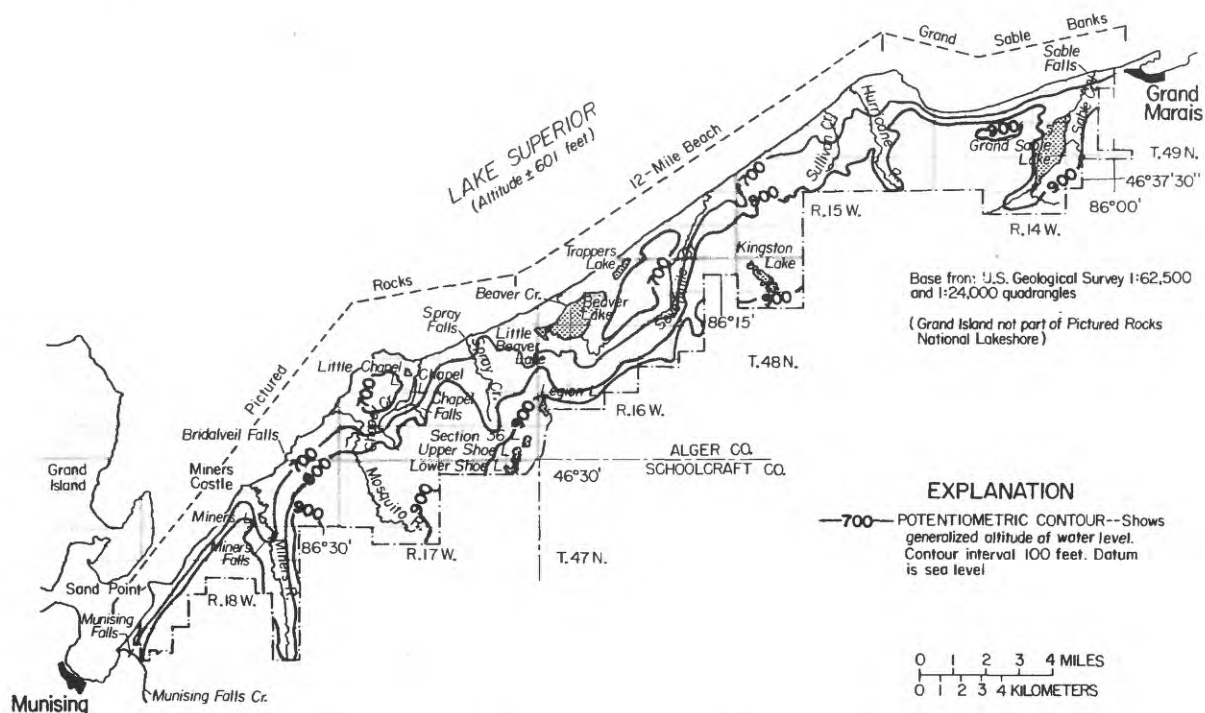 Grand Sable Banks
Sable Falls
Grand Marais
LAKE SUPERIOR
(Altitude ± 601 feet)
12-Mile Beach
Sullivan Cr.
Hurricane R.
900
Grand Sable Lake
Sable Cr.
T.49 N.
46°37'30"
900
86°00'
700
800
R.15 W.
R.14 W.
Trappers Lake
700
Kingston Lake
900
Sevenmile Cr.
Rocks
Beaver Cr.
Beaver Lake
86°15'
Base from: U.S. Geological Survey 1:62,500
and 1:24,000 quadrangles
(Grand Island not part of Pictured Rocks
National Lakeshore)
Spray Falls
Little Beaver Lake
T.48 N.
Little Chapel L.
Chapel L.
Spray Cr.
700
Chapel Cr.
Chapel Falls
Legion L.
R.16 W.
Pictured
900
Bridalveil Falls
Section 36 L.
Upper Shoe L.
Lower Shoe L.
ALGER CO.
SCHOOLCRAFT CO.
700
800
46°30'
Grand Island
Miners Castle
Mosquito R.
900
900
EXPLANATION
700 POTENTIOMETRIC CONTOUR--Shows
generalized altitude of water level.
Contour interval 100 feet. Datum
is sea level
Miners L.
86°30'
Miners Falls
Miners R.
R.17 W.
T.47 N.
Sand Point
R.18 W.
Munising Falls
0 1 2 3 4 MILES
0 1 2 3 4 KILOMETERS
Munising
Munising Falls Cr.